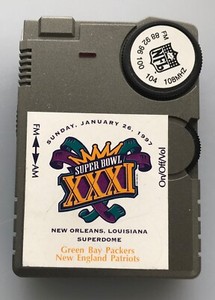 FM
88 92 96 100
104 108MHZ
NFL
SUNDAY, JANUARY 26, 1997
SUPER BOWL
XXXI
NEW ORLEANS, LOUISIANA
SUPERDOME
Green Bay Packers
New England Patriots
FM
AM
On/Off/Vol